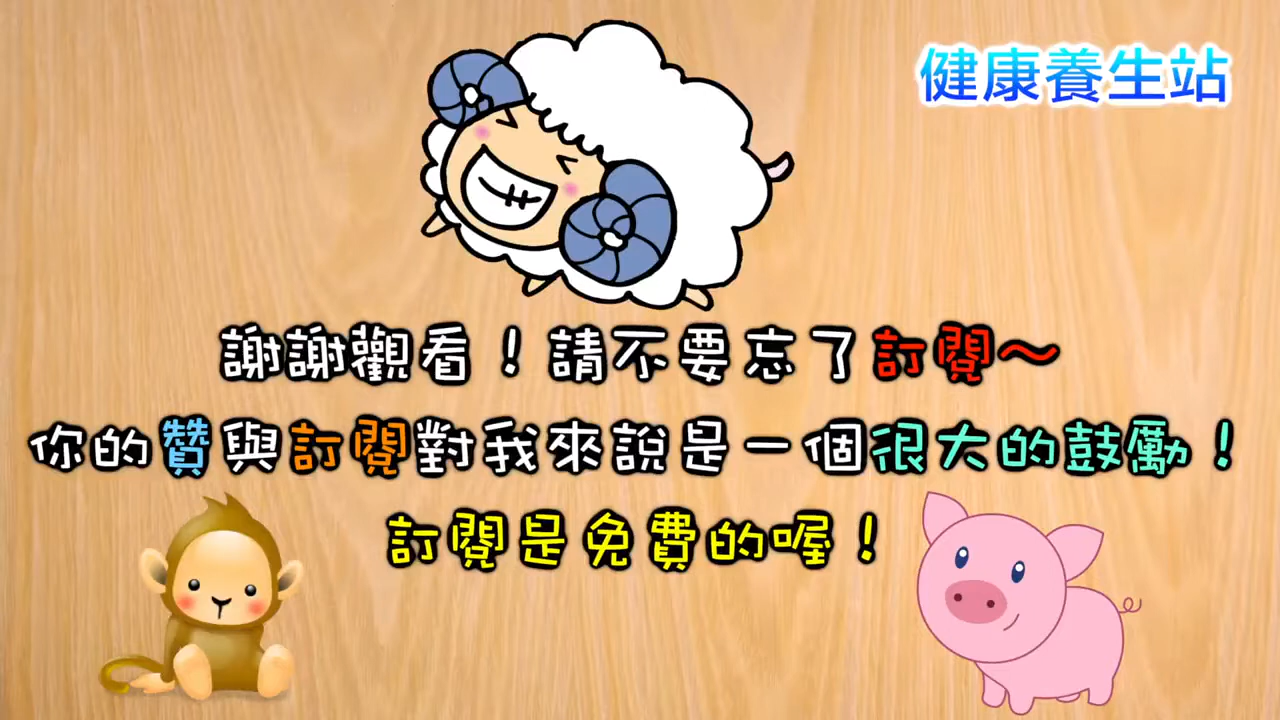 健康養生站
謝謝觀看！請不要忘了訂閱～
你的贊與訂閱對我來說是一個很大的鼓勵！
訂閱是免費的喔！